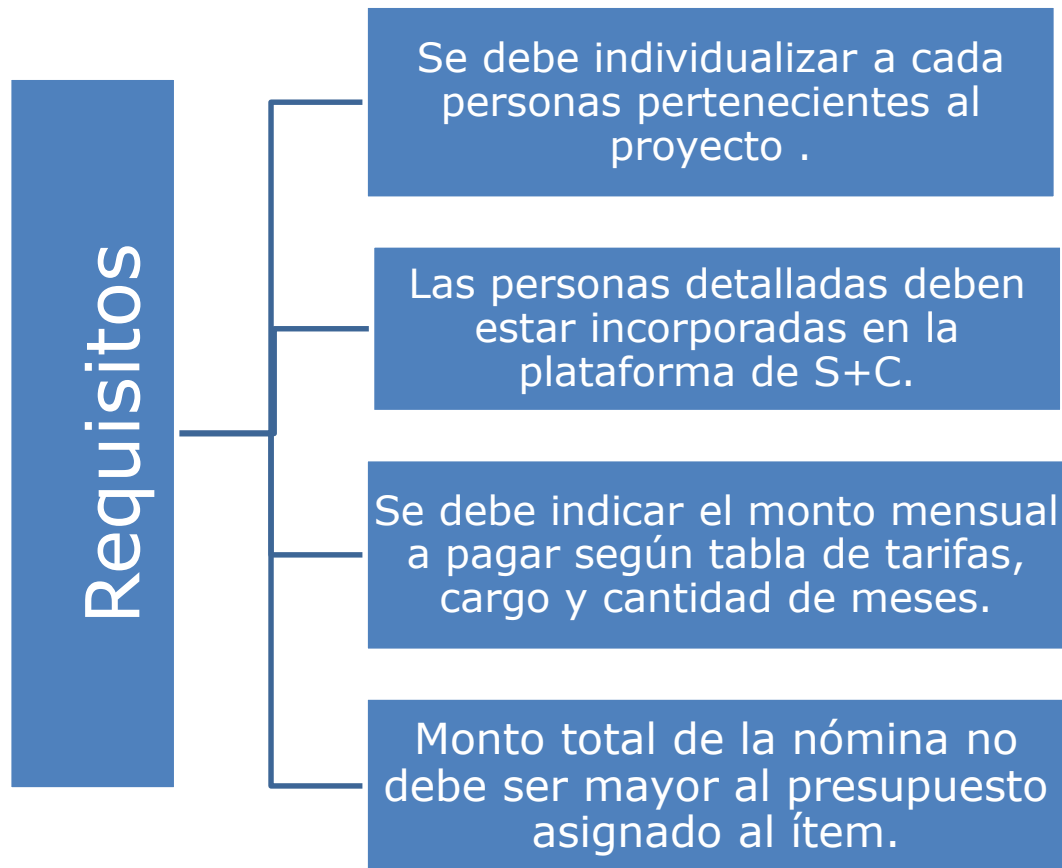 Requisitos
Se debe individualizar a cada
personas pertenecientes al
proyecto .
Las personas detalladas deben
estar incorporadas en la
plataforma de S+C.
Se debe indicar el monto mensual
a pagar según tabla de tarifas,
cargo y cantidad de meses.
Monto total de la nómina no
debe ser mayor al presupuesto
asignado al ítem.